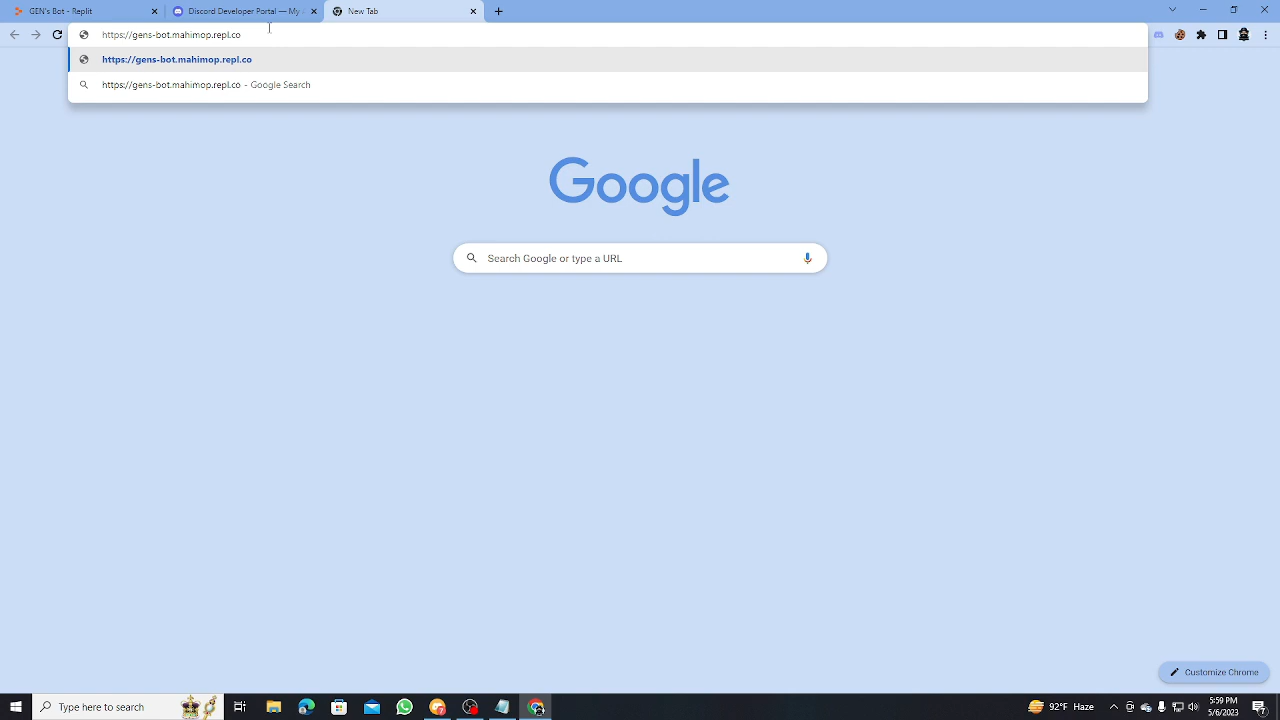 GEN's Bot - Replit
Discord Developer Portal — My
New Tab
https://gens-bot.mahimop.repl.co
https://gens-bot.mahimop.repl.co
https://gens-bot.mahimop.repl.co - Google Search
Google
Search Google or type a URL
Customize Chrome
Type here to search
92°F Haze
5:59 PM
5/6/2023